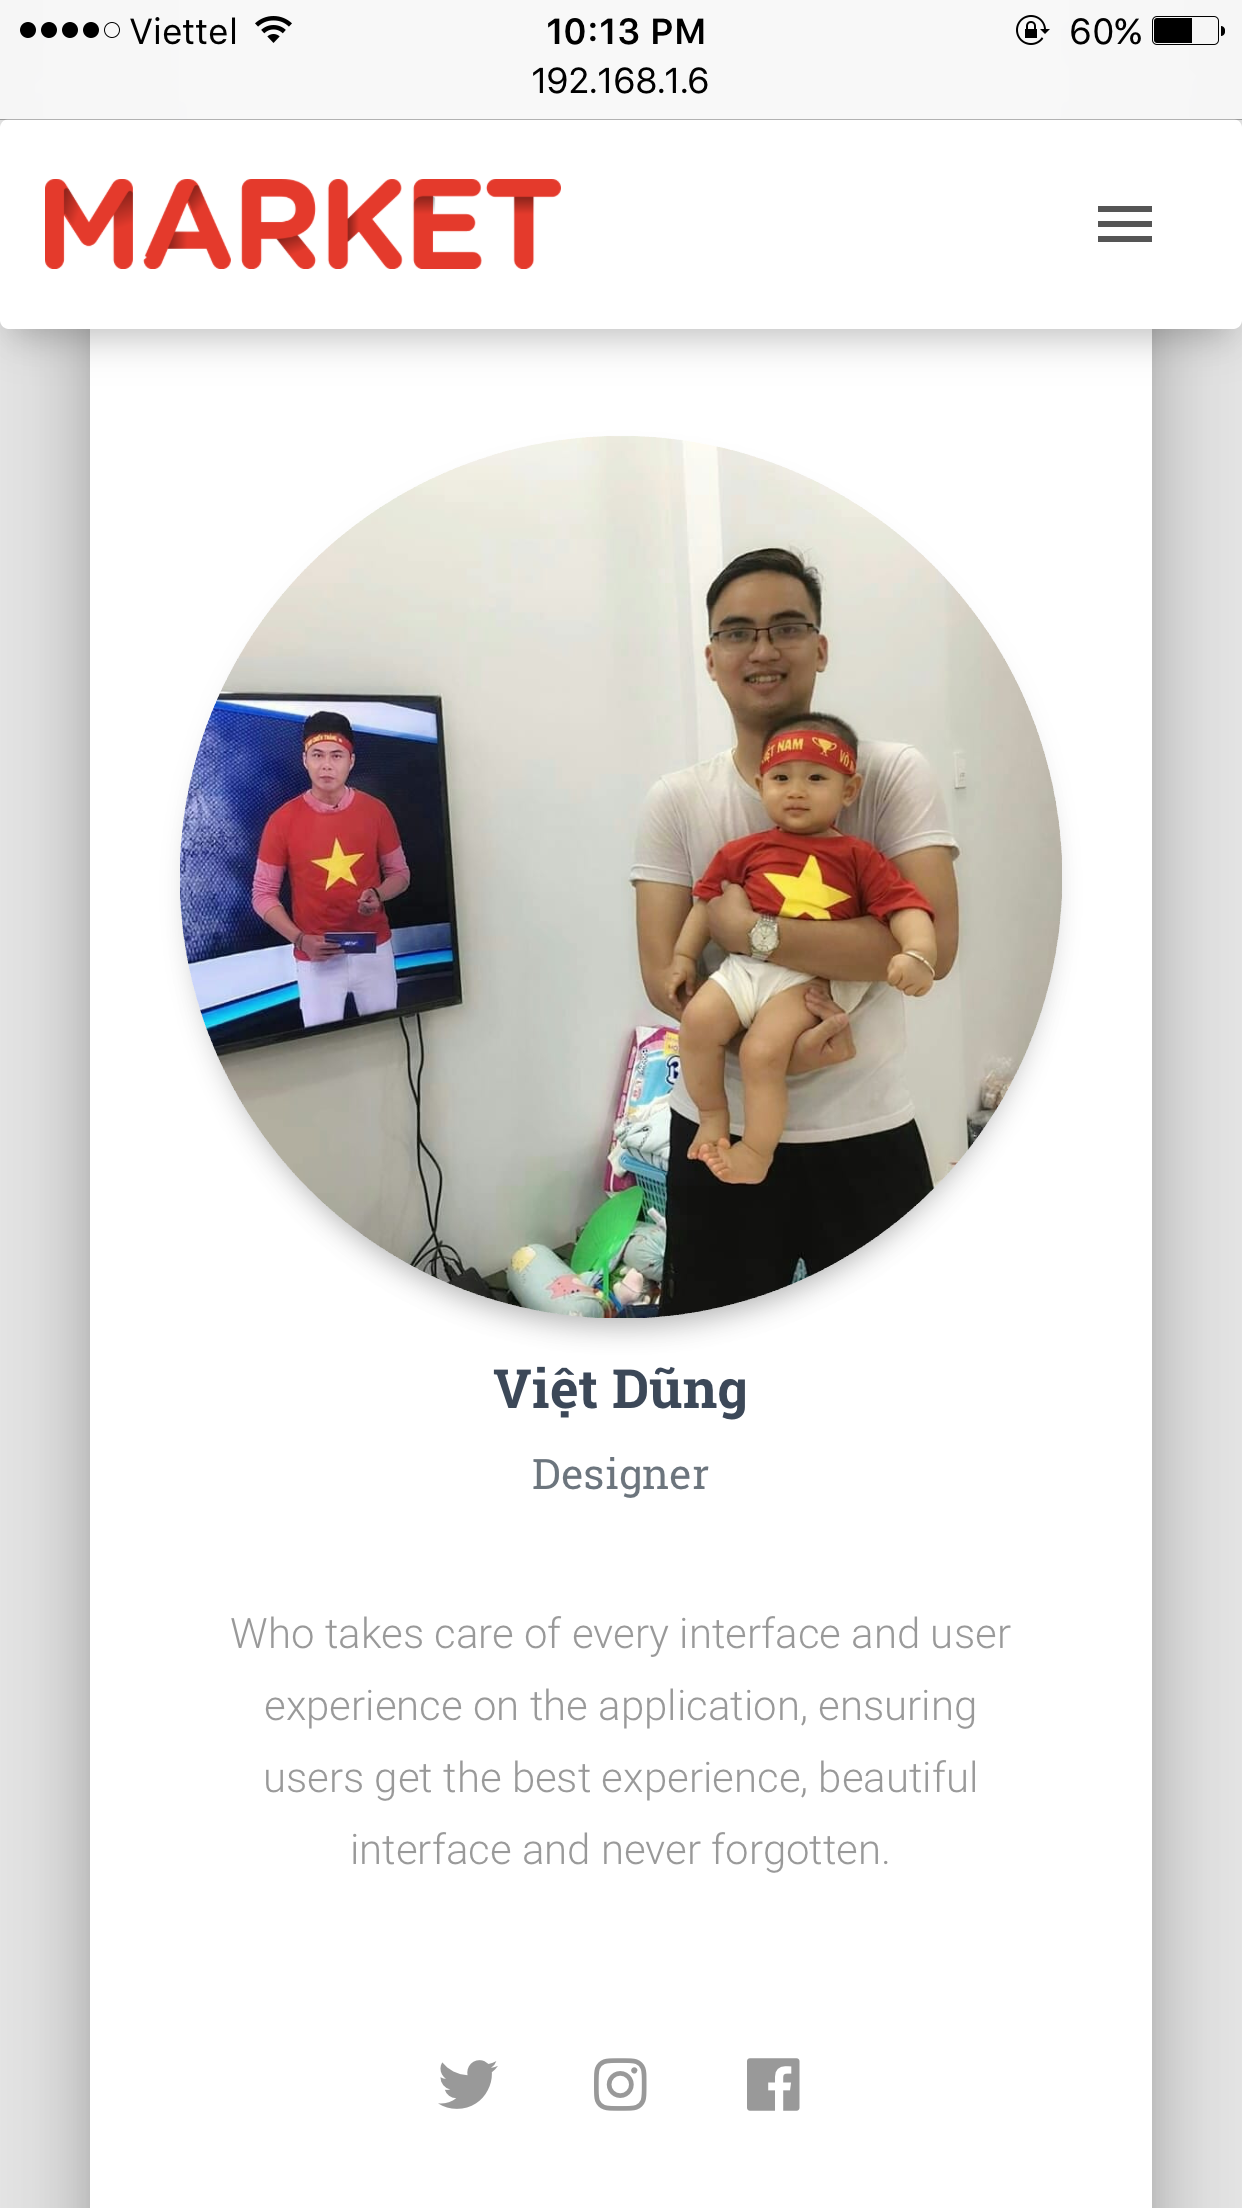 Viettel 10:13 PM 60%
192.168.1.6
MARKET
ỆT NAM VÔ
Việt Dũng
Designer
Who takes care of every interface and user
experience on the application, ensuring
users get the best experience, beautiful
interface and never forgotten.